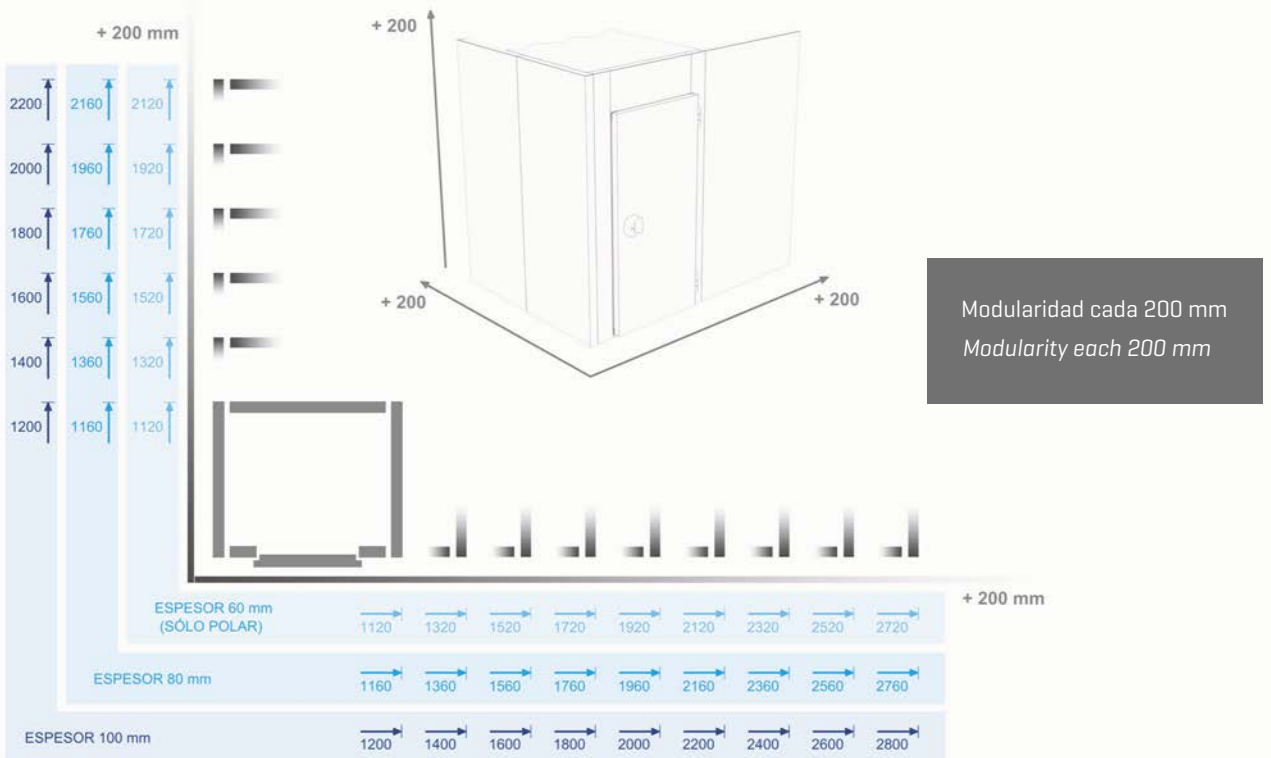 + 200 mm
+ 200
2200 2160 2120
2000 1960 1920
1800 1760 1720
1600 1560 1520
1400 1360 1320
1200 1160 1120
+ 200
+ 200
Modularidad cada 200 mm
Modularity each 200 mm
+ 200 mm
ESPESOR 60 mm
(SÓLO POLAR)
1120 1320 1520 1720 1920 2120 2320 2520 2720
ESPESOR 80 mm
1160 1360 1560 1760 1960 2160 2360 2560 2760
ESPESOR 100 mm
1200 1400 1600 1800 2000 2200 2400 2600 2800